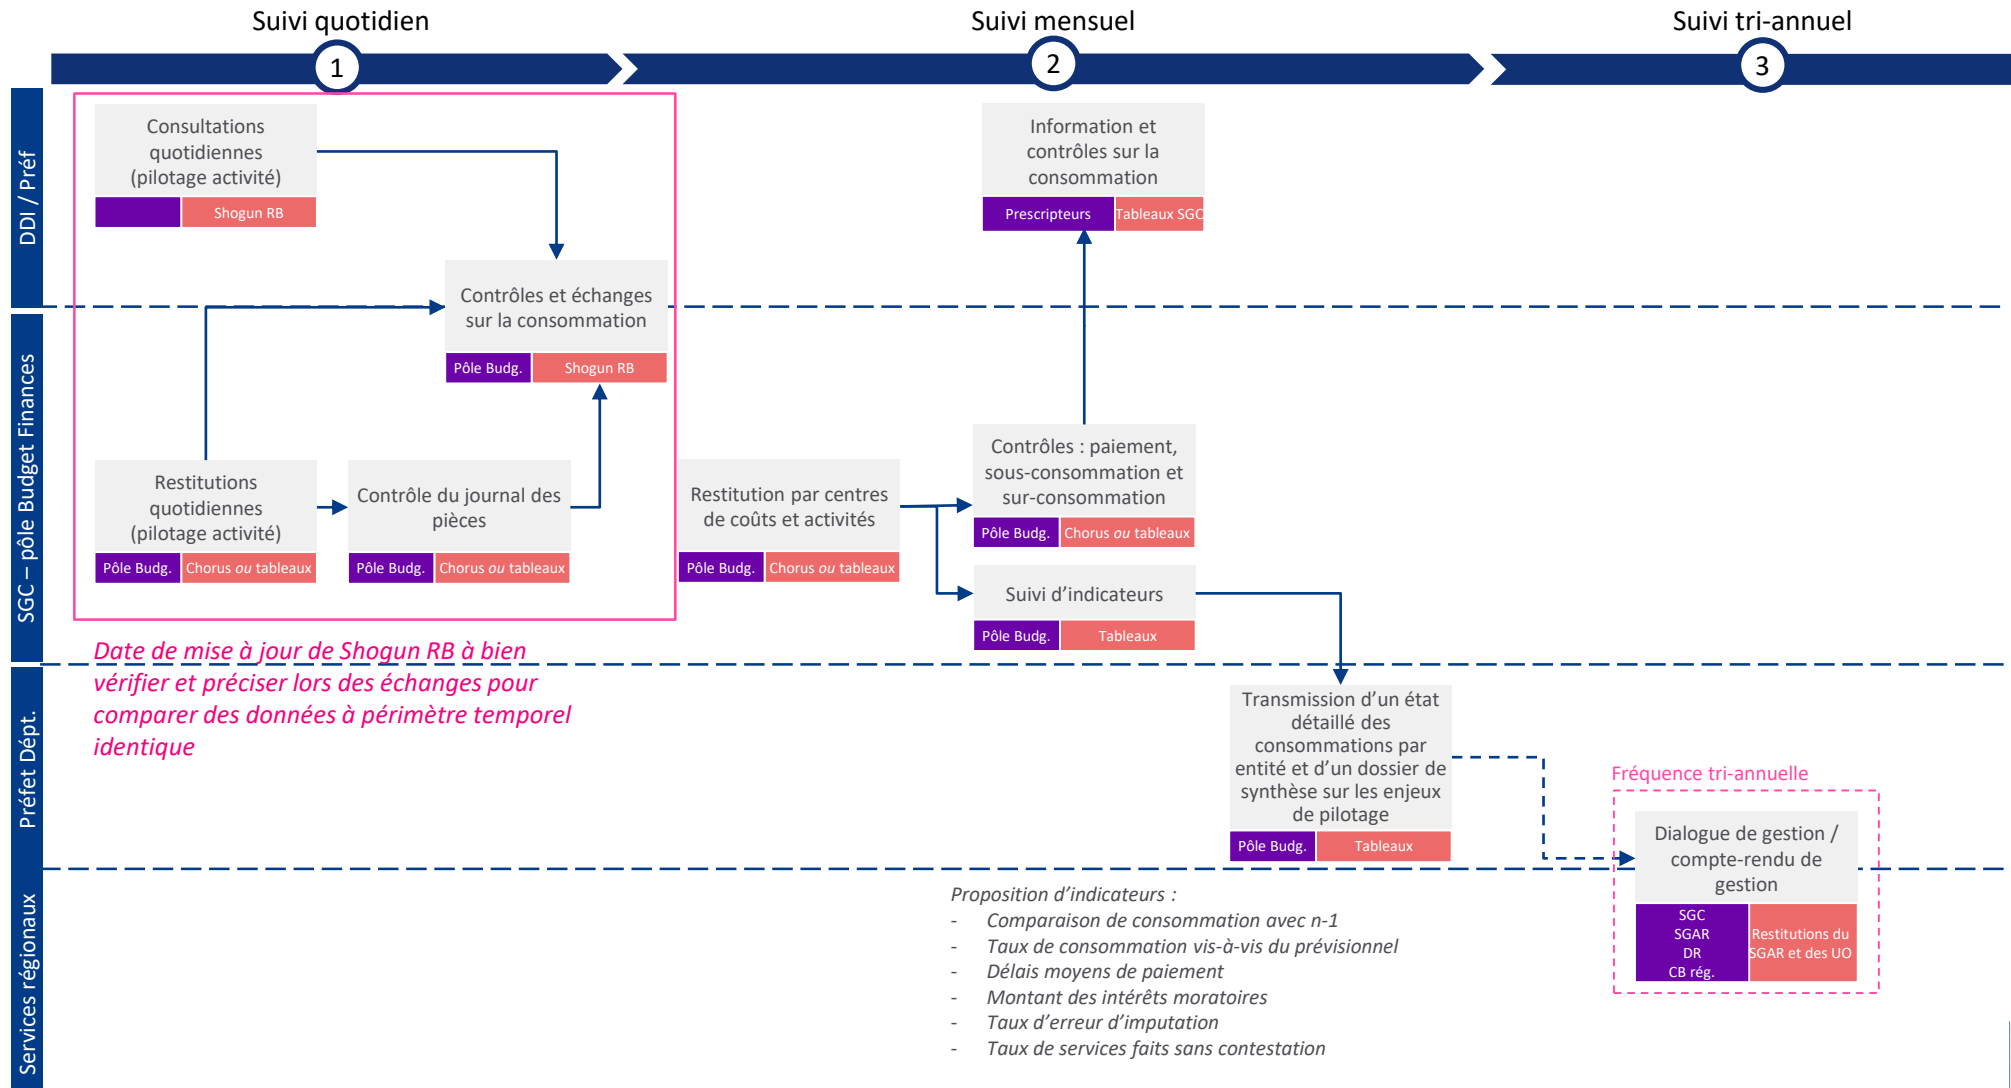 Suivi quotidien
Suivi mensuel
Suivi tri-annuel
1
2
3
DDI / Préf
Consultations
quotidiennes
(pilotage activité)
Shogun RB
Information et
contrôles sur la
consommation
Prescripteurs
Tableaux SGC
Contrôles et échanges
sur la consommation
Pôle Budg.
Shogun RB
SGC – pôle Budget Finances
Restitutions
quotidiennes
(pilotage activité)
Pôle Budg.
Chorus ou tableaux
Contrôle du journal des
pièces
Pôle Budg.
Chorus ou tableaux
Restitution par centres
de coûts et activités
Pôle Budg.
Chorus ou tableaux
Contrôles : paiement,
sous-consommation et
sur-consommation
Pôle Budg.
Chorus ou tableaux
Suivi d’indicateurs
Pôle Budg.
Tableaux
Date de mise à jour de Shogun RB à bien
vérifier et préciser lors des échanges pour
comparer des données à périmètre temporel
identique
Préfet Dépt.
Transmission d’un état
détaillé des
consommations par
entité et d’un dossier de
synthèse sur les enjeux
de pilotage
Pôle Budg.
Tableaux
Fréquence tri-annuelle
Dialogue de gestion /
compte-rendu de
gestion
SGC
SGAR
DR
CB rég.
Restitutions du
SGAR et des UO
Services régionaux
Proposition d’indicateurs :
- Comparaison de consommation avec n-1
- Taux de consommation vis-à-vis du prévisionnel
- Délais moyens de paiement
- Montant des intérêts moratoires
- Taux d’erreur d’imputation
- Taux de services faits sans contestation